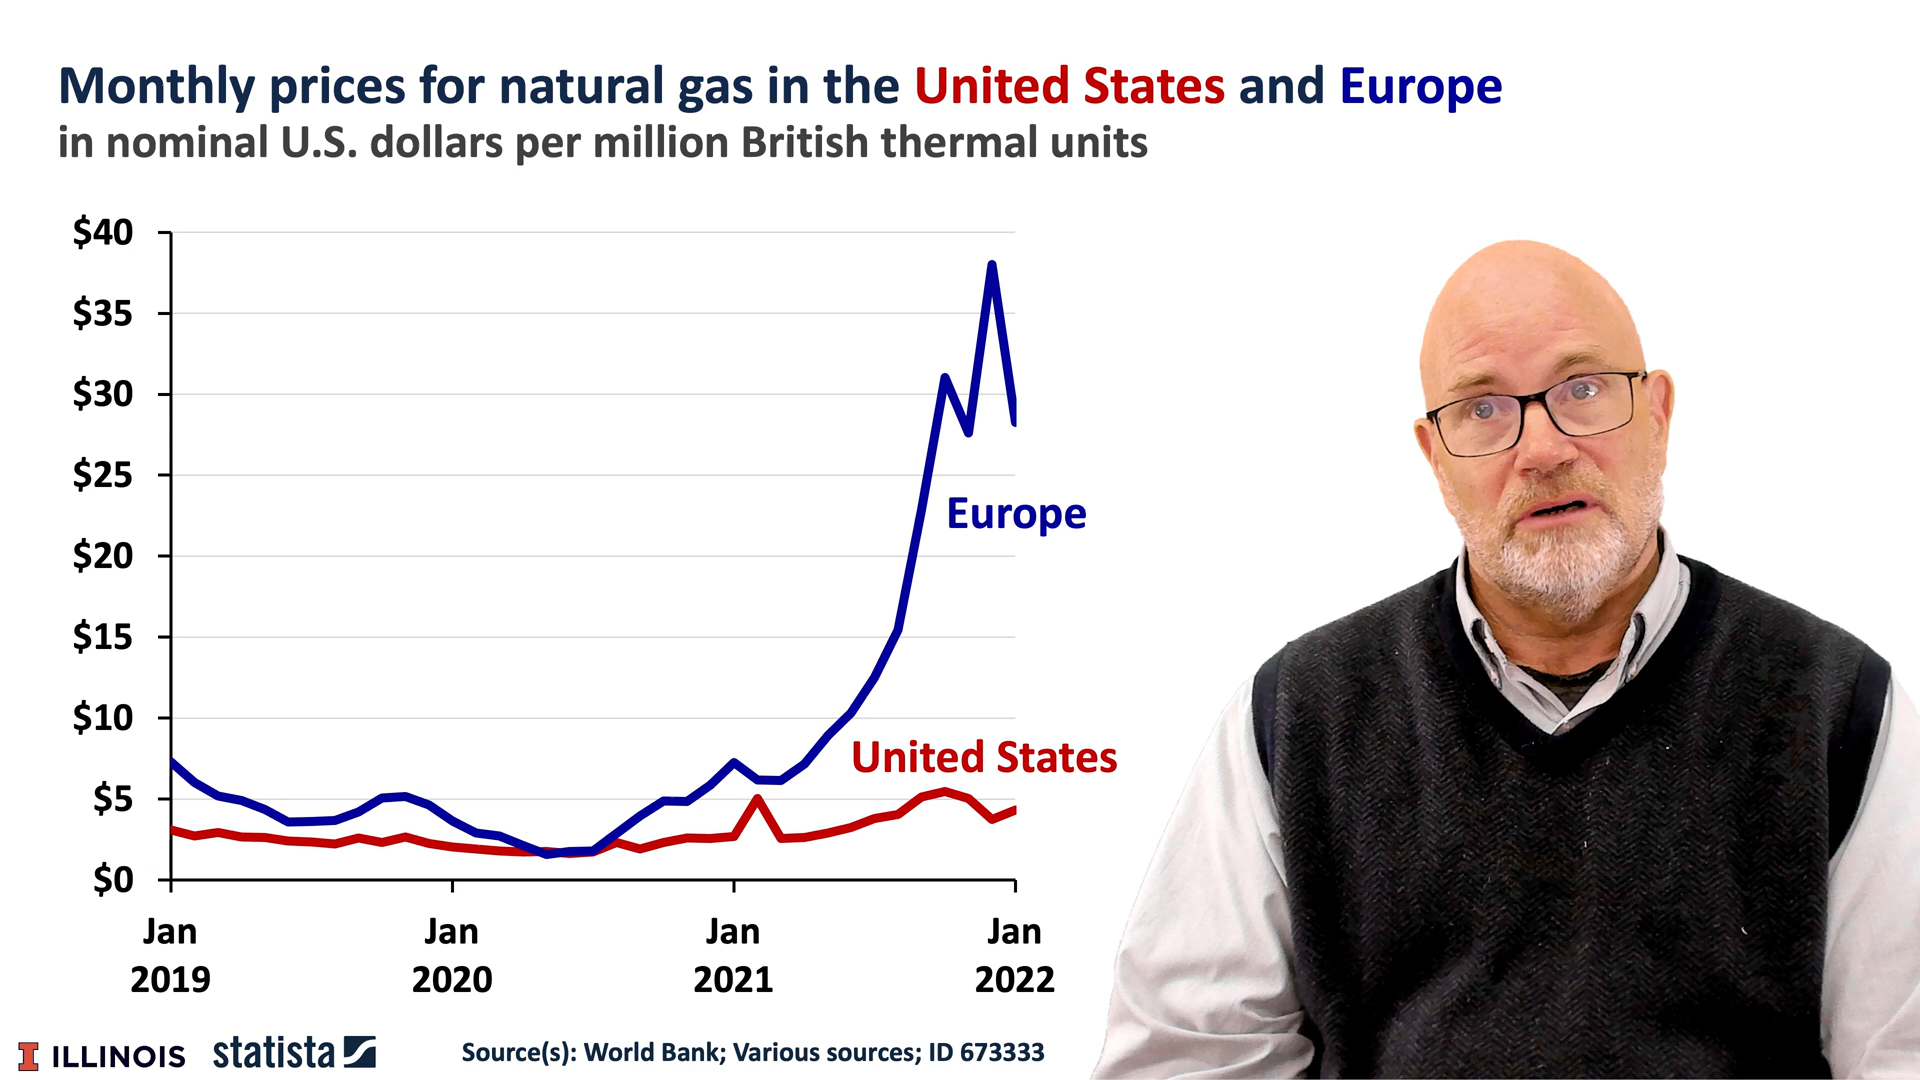 Monthly prices for natural gas in the United States and Europe
in nominal U.S. dollars per million British thermal units
$40
$35
$30
$25
$20
$15
$10
$5
$0
Europe
United States
Jan Jan Jan Jan
2019 2020 2021 2022
I ILLINOIS statista Source(s): World Bank; Various sources; ID 673333